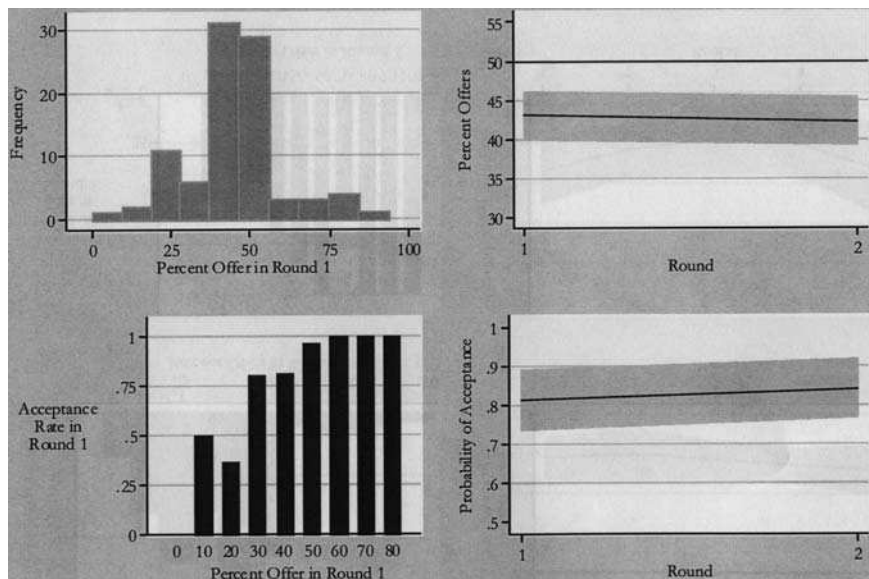 30
20
10
0
Frequency
0 25 50 75 100
Percent Offer in Round 1
55
50
45
40
35
30
Percent Offers
1 2
Round
1
.75
.5
.25
0
Acceptance
Rate in
Round 1
0 10 20 30 40 50 60 70 80
Percent Offer in Round 1
1
.9
.8
.7
.6
.5
Probability of Acceptance
1 2
Round